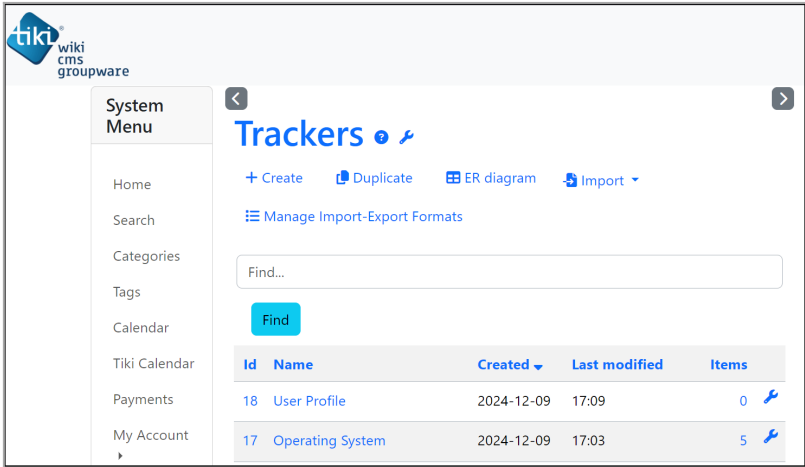 tiki
wiki
cms
groupware
System
Menu
Home
Search
Categories
Tags
Calendar
Tiki Calendar
Payments
My Account
Trackers
Create
Duplicate
ER diagram
Import
Manage Import-Export Formats
Find...
Find
Id Name Created Last modified Items
18 User Profile 2024-12-09 17:09 0
17 Operating System 2024-12-09 17:03 5